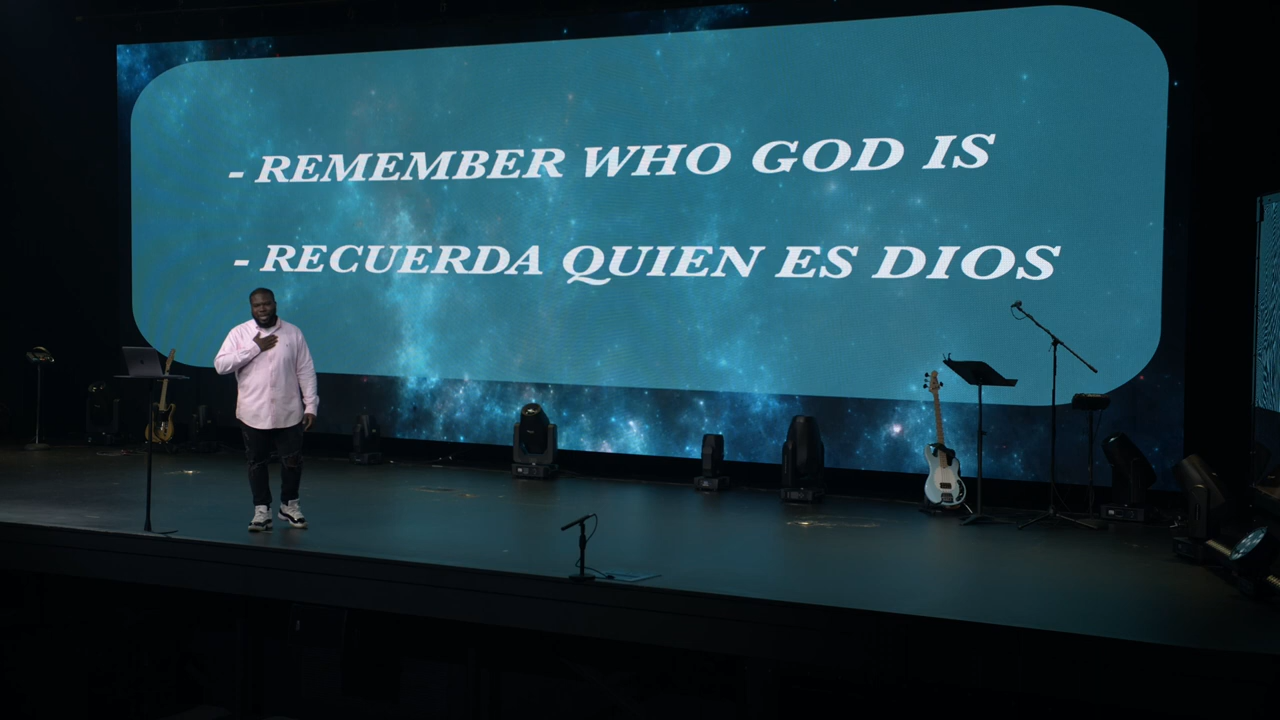 - REMEMBER WHO GOD IS
- RECUERDA QUIEN ES DIOS